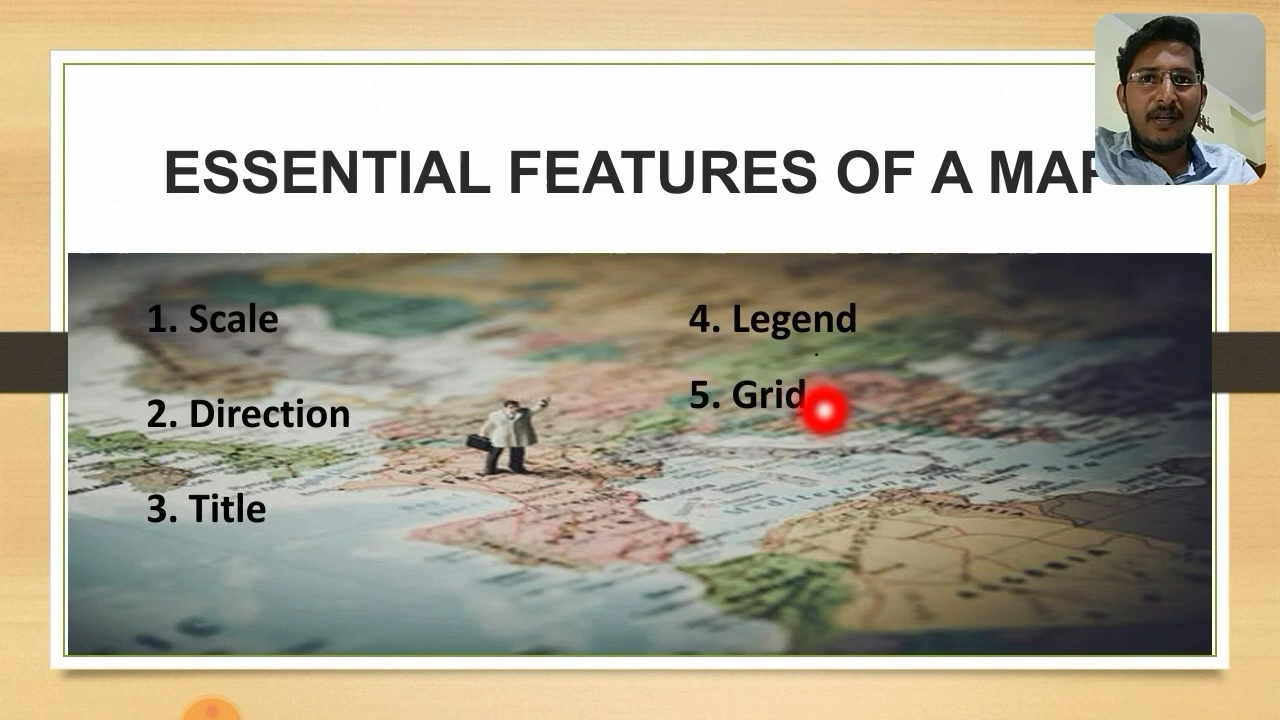 ESSENTIAL FEATURES OF A MAP
1. Scale
2. Direction
3. Title
4. Legend
5. Grid